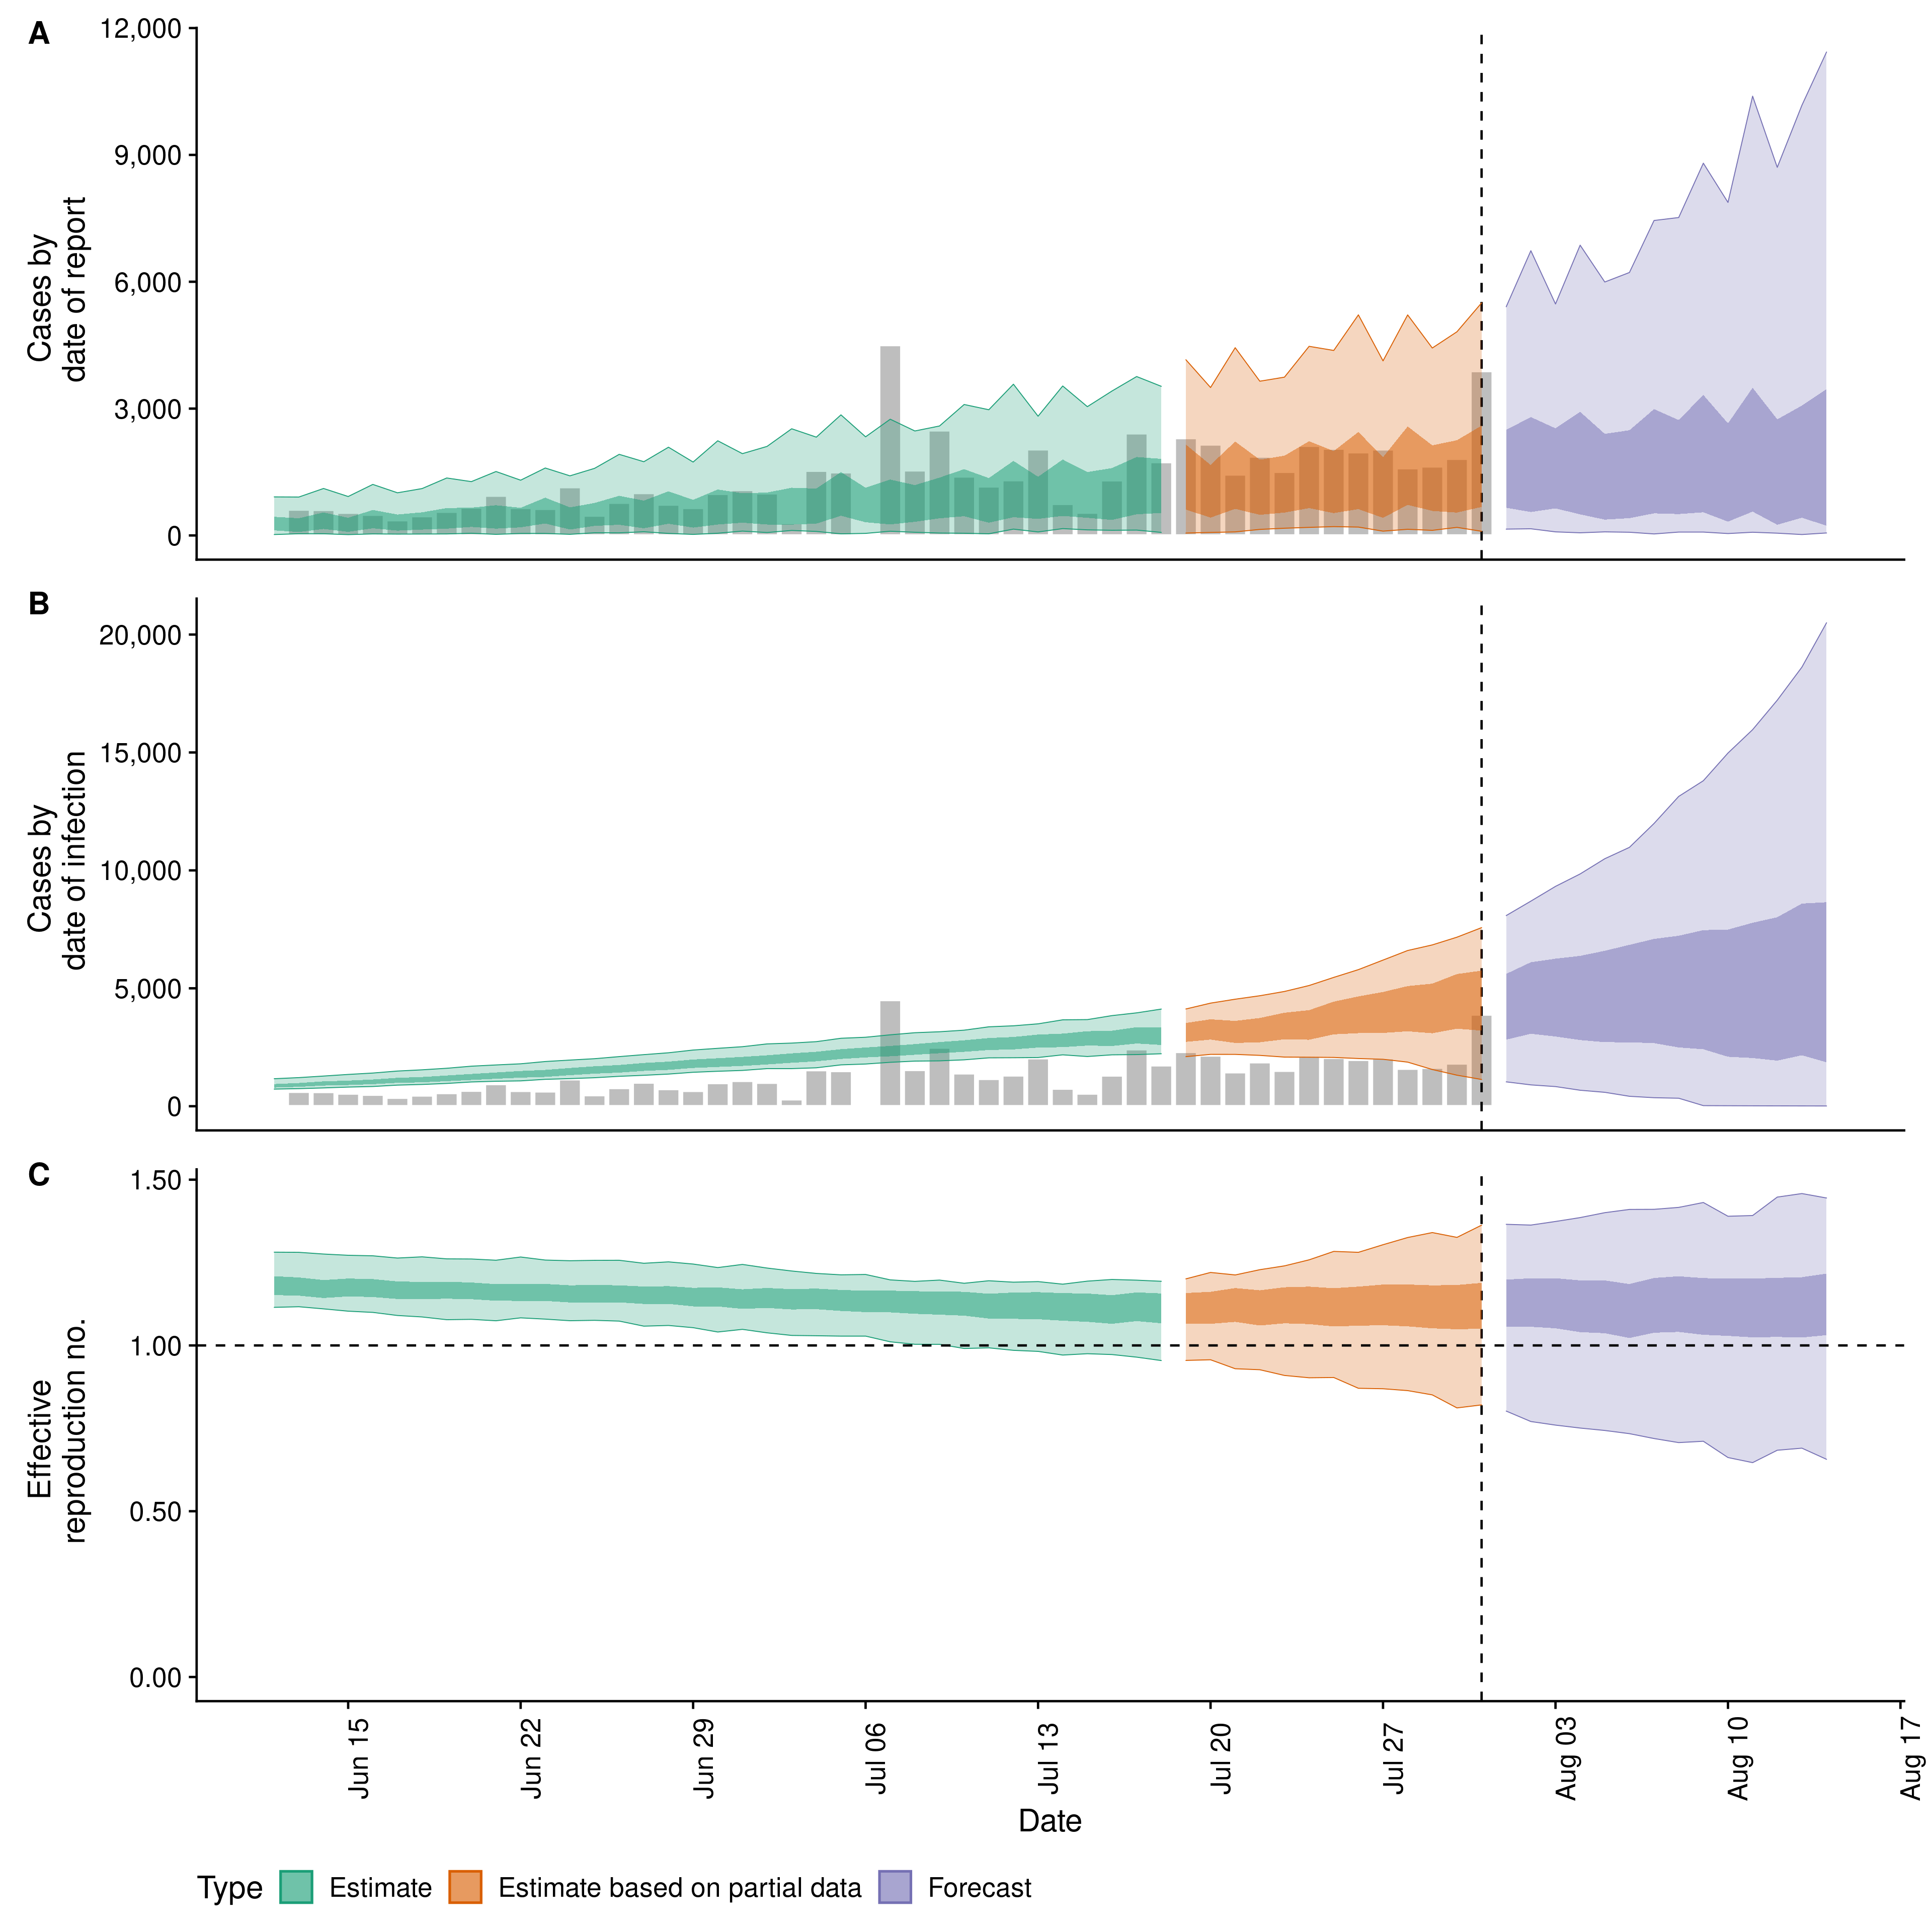 A
12,000
9,000
6,000
3,000
0
Cases by
date of report
B
20,000
15,000
10,000
5,000
0
Cases by
date of infection
C
1.50
1.00
0.50
0.00
Effective
reproduction no.
Jun 15
Jun 22
Jun 29
Jul 06
Jul 13
Jul 20
Jul 27
Aug 03
Aug 10
Aug 17
Date
Type Estimate Estimate based on partial data Forecast